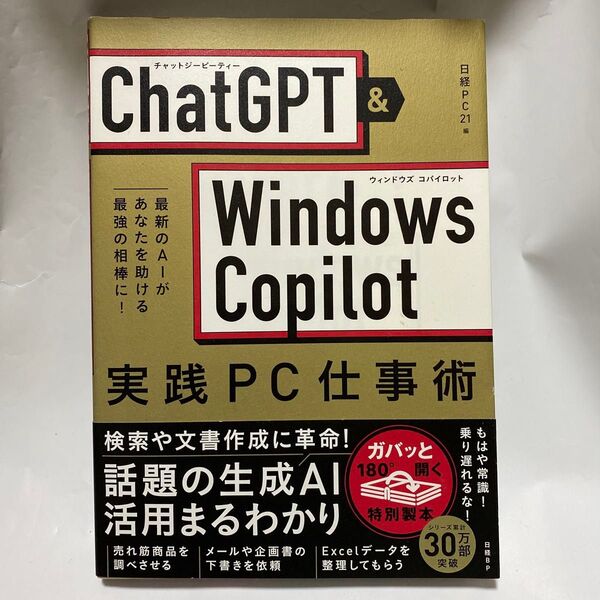 チャットジーピーティー
ChatGPT
&
日経PC21 編
ウィンドウズ コパイロット
Windows
Copilot
最新のAIが
あなたを助ける
最強の相棒に!
実践PC仕事術
検索や文書作成に革命!
話題の生成AI
活用まるわかり
ガバッと
180°開く
特別製本
もはや常識!
乗り遅れるな!
シリーズ累計
30万部
突破
売れ筋商品を
調べさせる
メールや企画書の
下書きを依頼
Excelデータを
整理してもらう
日経BP